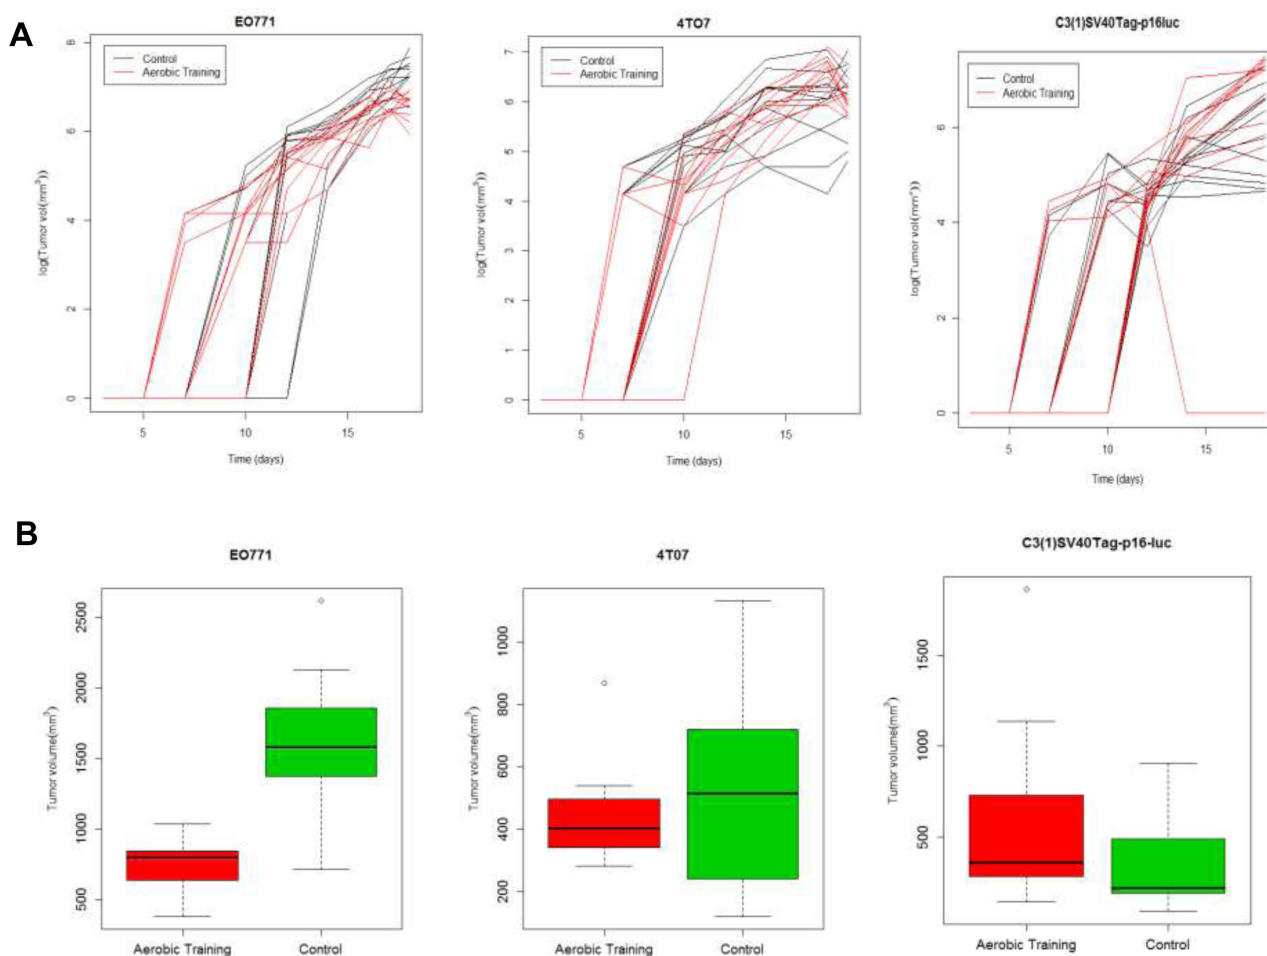 A
EO771
Control
Aerobic Training
log(Tumor vol(mm³))
8
6
4
2
0
5
10
15
Time (days)
4TO7
Control
Aerobic Training
log(Tumor vol(mm³))
7
6
5
4
3
2
1
0
5
10
15
Time (days)
C3(1)SV40Tag-p16luc
Control
Aerobic Training
log(Tumor vol(mm³))
6
4
2
0
5
10
15
Time (days)
B
EO771
Tumor volume(mm³)
2500
2000
1500
1000
500
Aerobic Training
Control
4T07
Tumor volume(mm³)
1000
800
600
400
200
Aerobic Training
Control
C3(1)SV40Tag-p16-luc
Tumor volume(mm³)
1500
1000
500
Aerobic Training
Control